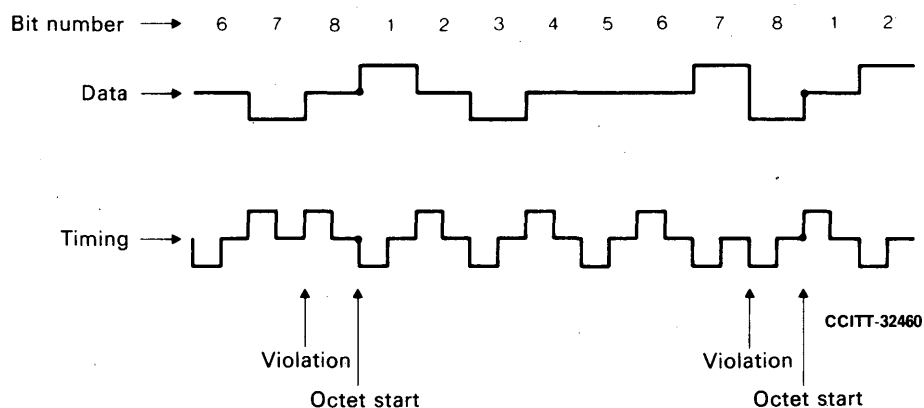 Bit number 6 7 8 1 2 3 4 5 6 7 8 1 2
Data
Timing
CCITT-32460
Violation Violation
Octet start Octet start